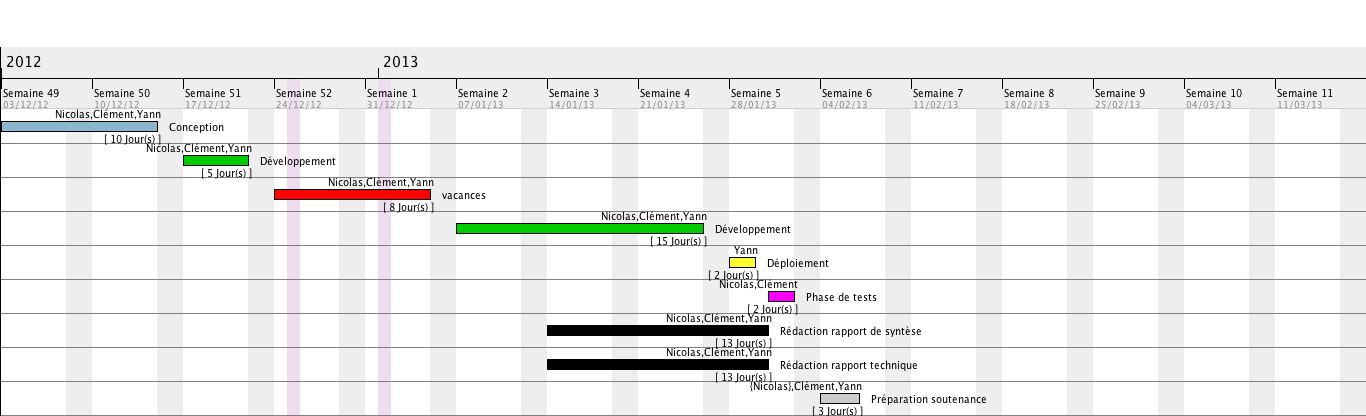 2012 2013
Semaine 49 Semaine 50 Semaine 51 Semaine 52 Semaine 1 Semaine 2 Semaine 3 Semaine 4 Semaine 5 Semaine 6 Semaine 7 Semaine 8 Semaine 9 Semaine 10 Semaine 11
03/12/12 10/12/12 17/12/12 24/12/12 31/12/12 07/01/13 14/01/13 21/01/13 28/01/13 04/02/13 11/02/13 18/02/13 25/02/13 04/03/13 11/03/13
Nicolas,Clément,Yann
Conception
[ 10 Jour(s) ]
Nicolas,Clément,Yann
Développement
[ 5 Jour(s) ]
Nicolas,Clément,Yann
vacances
[ 8 Jour(s) ]
Nicolas,Clément,Yann
Développement
[ 15 Jour(s) ]
Yann
Déploiement
[ 2 Jour(s) ]
Nicolas,Clément
Phase de tests
[ 2 Jour(s) ]
Nicolas,Clément,Yann
Rédaction rapport de syntèse
[ 13 Jour(s) ]
Nicolas,Clément,Yann
Rédaction rapport technique
[ 13 Jour(s) ]
{Nicolas},Clément,Yann
Préparation soutenance
[ 3 Jour(s) ]